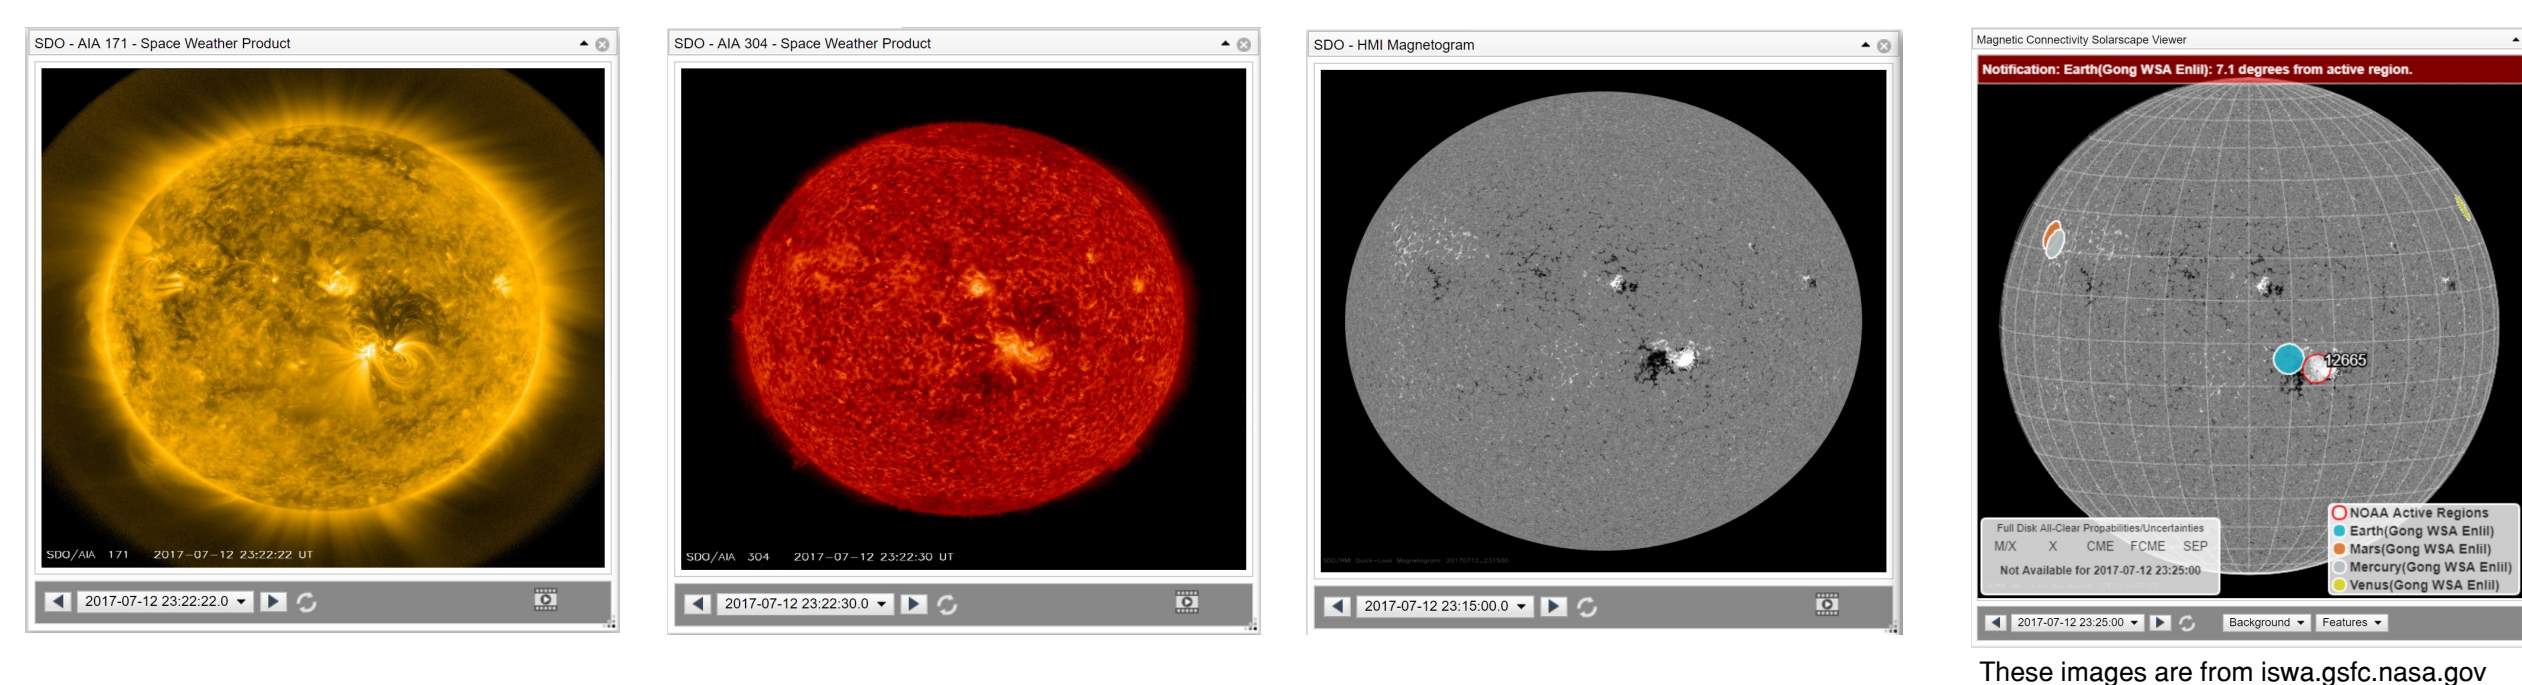 SDO - AIA 171 - Space Weather Product
SDO/AIA 171 2017-07-12 23:22:22 UT
2017-07-12 23:22:22.0
SDO - AIA 304 - Space Weather Product
SDO/AIA 304 2017-07-12 23:22:30 UT
2017-07-12 23:22:30.0
SDO - HMI Magnetogram
SDO/HMI Quick-Look Magnetogram: 20170712_231500
2017-07-12 23:15:00.0
Magnetic Connectivity Solarscape Viewer
Notification: Earth(Gong WSA Enlil): 7.1 degrees from active region.
12665
Full Disk All-Clear Propabilities/Uncertainties
M/X X CME FCME SEP
Not Available for 2017-07-12 23:25:00
NOAA Active Regions
Earth(Gong WSA Enlil)
Mars(Gong WSA Enlil)
Mercury(Gong WSA Enlil)
Venus(Gong WSA Enlil)
2017-07-12 23:25:00
Background
Features
These images are from iswa.gsfc.nasa.gov